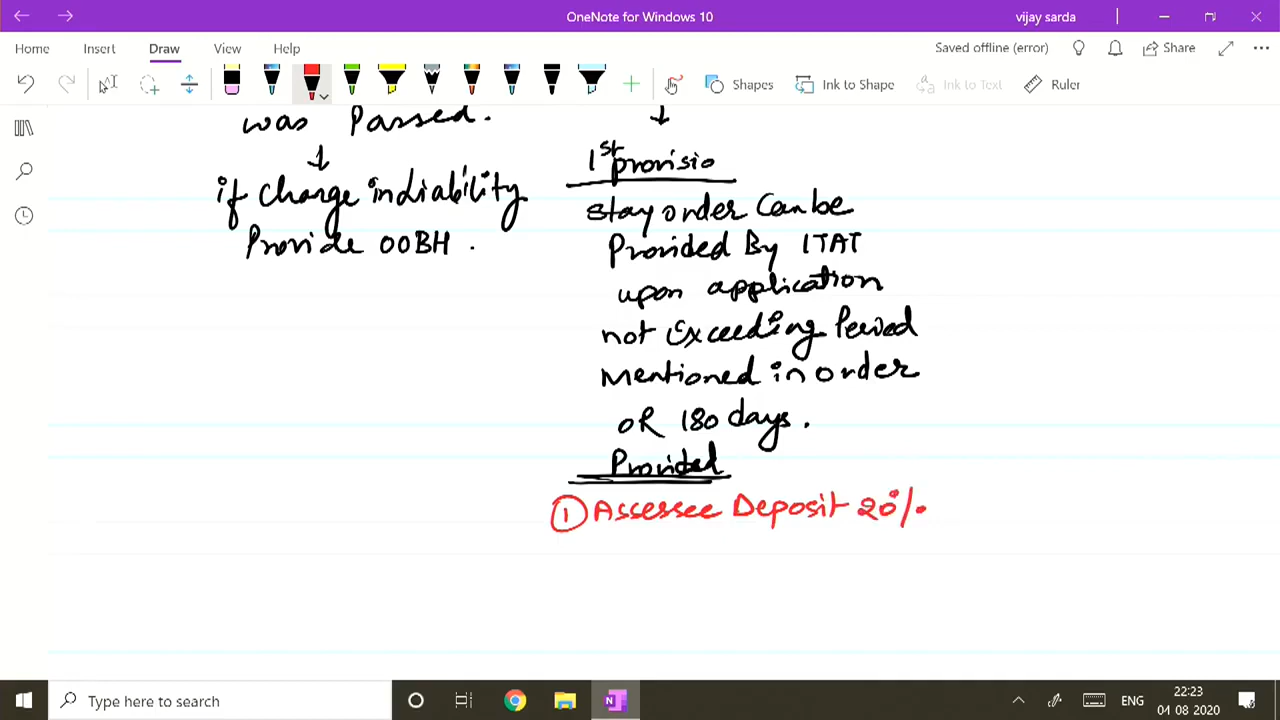 OneNote for Windows 10
vijay sarda
Home Insert Draw View Help
Saved offline (error)
Share
Shapes
Ink to Shape
Ink to Text
Ruler
was Passed.
if change in liability
Provide OOBH.
1st provisio
stay order can be
Provided By ITAT
upon application
not Exceeding Period
Mentioned in order
OR 180 days.
Provided
① Assessee Deposit 20%
Type here to search
ENG
22:23
04-08-2020